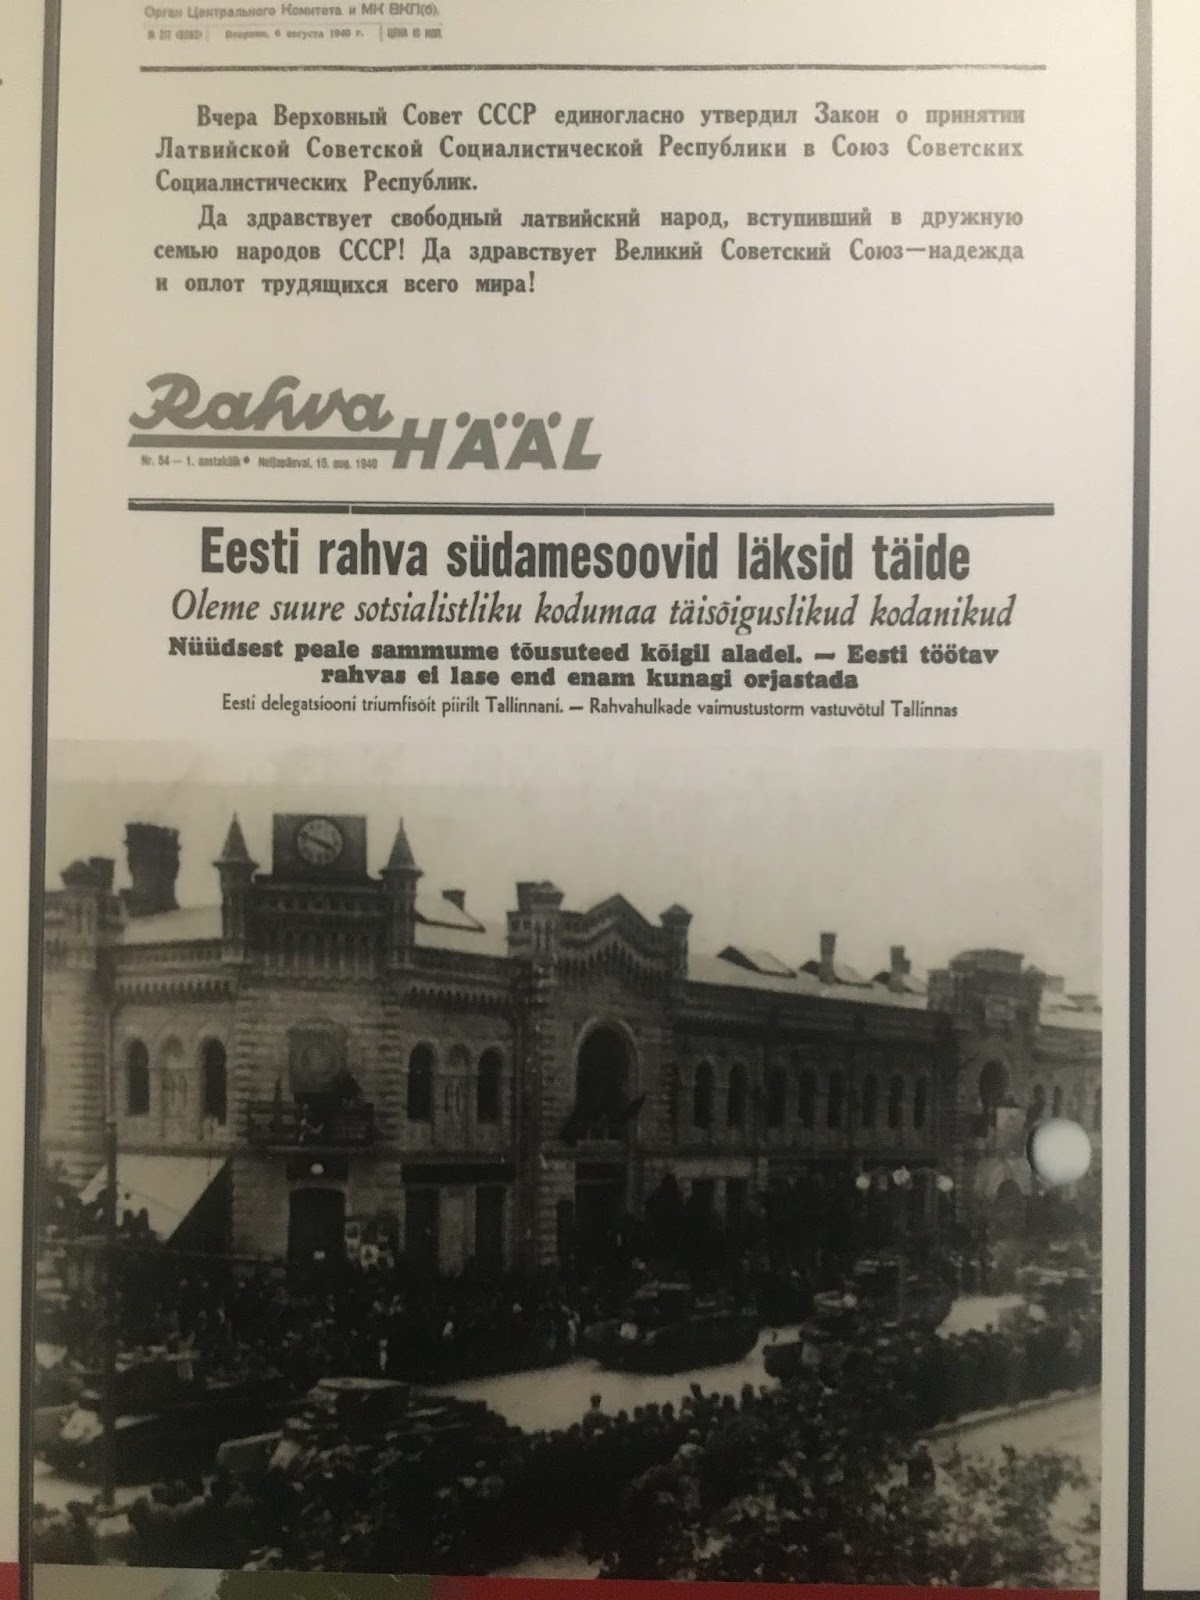 Орган Центрального Комитета и МК ВКП(б).
Вторник, 6 августа 1940 г. ЦЕНА 10 КОП.
Вчера Верховный Совет СССР единогласно утвердил Закон о принятии
Латвийской Советской Социалистической Республики в Союз Советских
Социалистических Республик.
Да здравствует свободный латвийский народ, вступивший в дружную
семью народов СССР! Да здравствует Великий Советский Союз—надежда
и оплот трудящихся всего мира!
Rahva
HÄÄL
Nr. 54 — 1. aastakäik • Neljapäeval, 15. aug. 1940
Eesti rahva südamesoovid läksid täide
Oleme suure sotsialistliku kodumaa täisõiguslikud kodanikud
Nüüdsest peale sammume tõusuteed kõigil aladel. — Eesti töötav
rahvas ei lase end enam kunagi orjastada
Eesti delegatsiooni triumfisõit piirilt Tallinnani. — Rahvahulkade vaimustustorm vastuvõtul Tallinnas